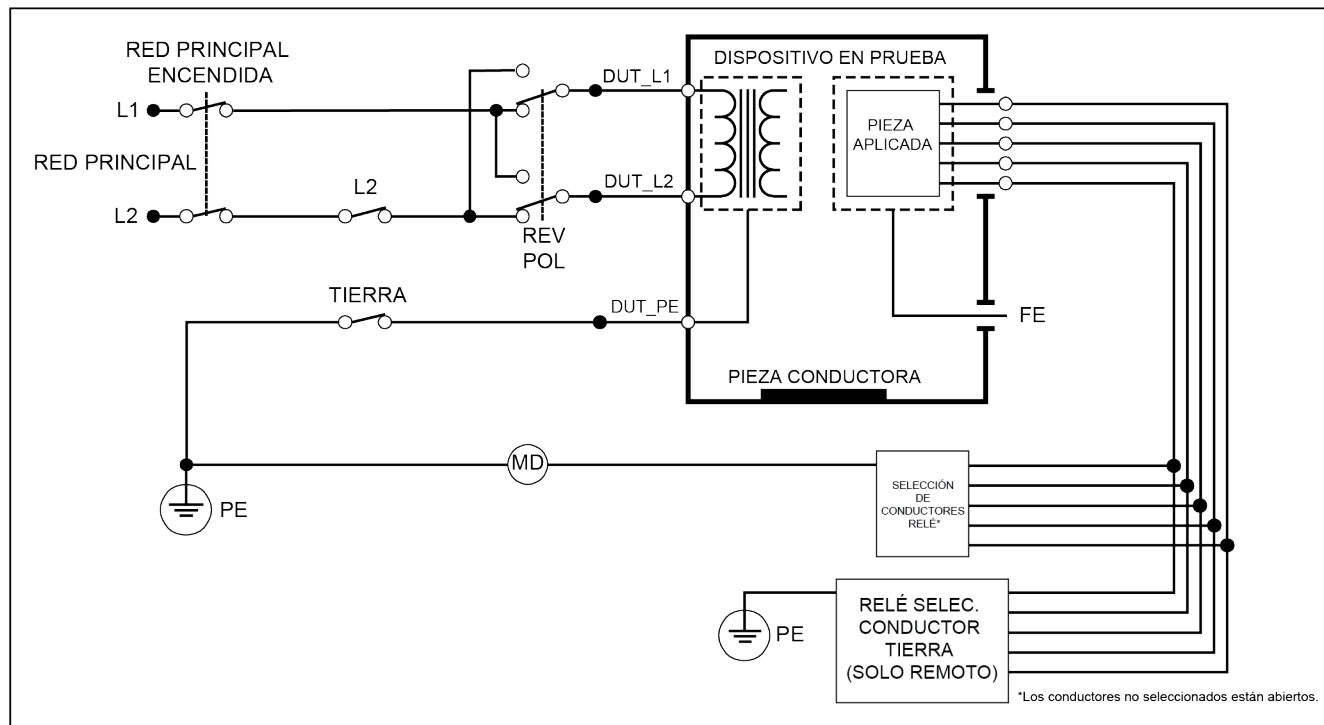 RED PRINCIPAL
ENCENDIDA
DISPOSITIVO EN PRUEBA
DUT_L1
L1
PIEZA
APLICADA
RED PRINCIPAL
L2
DUT_L2
L2
REV
POL
TIERRA
DUT_PE
FE
PIEZA CONDUCTORA
MD
PE
SELECCIÓN
DE
CONDUCTORES
RELÉ*
PE
RELÉ SELEC.
CONDUCTOR
TIERRA
(SOLO REMOTO)
*Los conductores no seleccionados están abiertos.